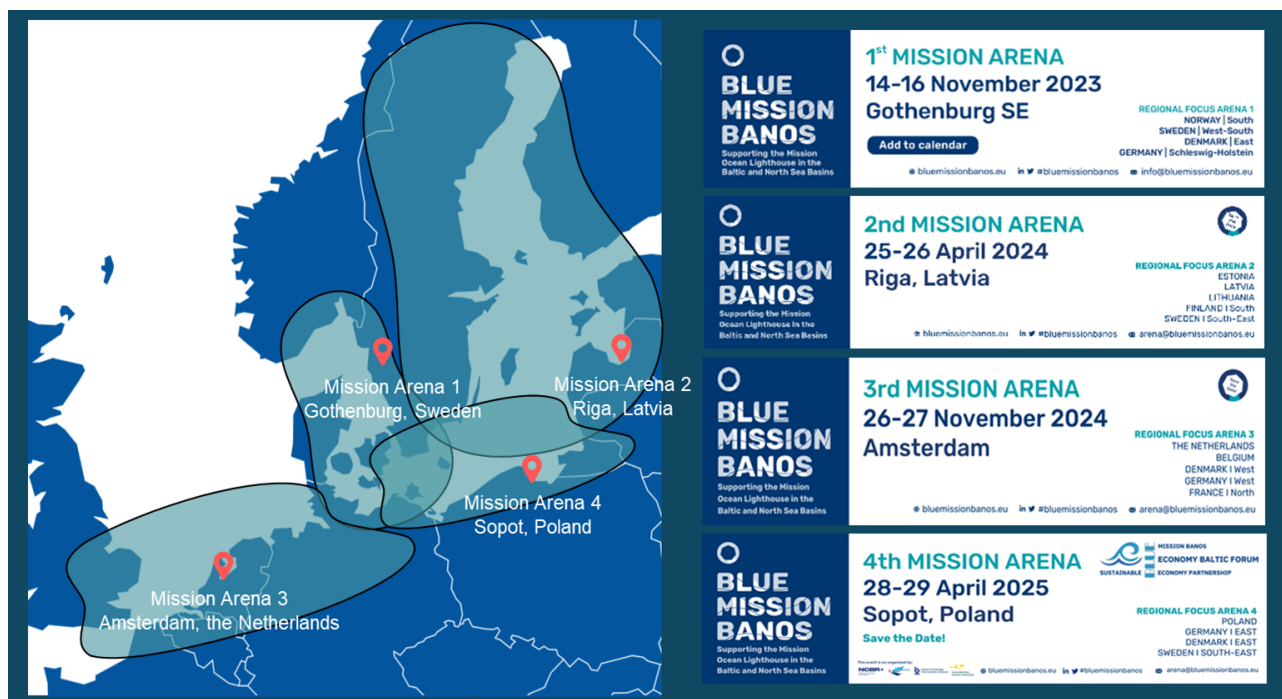 Mission Arena 1
Gothenburg, Sweden
Mission Arena 2
Riga, Latvia
Mission Arena 4
Sopot, Poland
Mission Arena 3
Amsterdam, the Netherlands
BLUE
MISSION
BANOS
Supporting the Mission
Ocean Lighthouse in the
Baltic and North Sea Basins
1st MISSION ARENA
14-16 November 2023
Gothenburg SE
Add to calendar
REGIONAL FOCUS ARENA 1
NORWAY | South
SWEDEN | West-South
DENMARK | East
GERMANY | Schleswig-Holstein
bluemissionbanos.eu #bluemissionbanos info@bluemissionbanos.eu
BLUE
MISSION
BANOS
Supporting the Mission
Ocean Lighthouse in the
Baltic and North Sea Basins
2nd MISSION ARENA
25-26 April 2024
Riga, Latvia
REGIONAL FOCUS ARENA 2
ESTONIA
LATVIA
LITHUANIA
FINLAND I South
SWEDEN I South-East
bluemissionbanos.eu #bluemissionbanos arena@bluemissionbanos.eu
BLUE
MISSION
BANOS
Supporting the Mission
Ocean Lighthouse in the
Baltic and North Sea Basins
3rd MISSION ARENA
26-27 November 2024
Amsterdam
REGIONAL FOCUS ARENA 3
THE NETHERLANDS
BELGIUM
DENMARK I West
GERMANY I West
FRANCE I North
bluemissionbanos.eu #bluemissionbanos arena@bluemissionbanos.eu
BLUE
MISSION
BANOS
Supporting the Mission
Ocean Lighthouse in the
Baltic and North Sea Basins
4th MISSION ARENA
28-29 April 2025
Sopot, Poland
Save the Date!
MISSION BANOS
ECONOMY BALTIC FORUM
SUSTAINABLE ECONOMY PARTNERSHIP
REGIONAL FOCUS ARENA 4
POLAND
GERMANY I EAST
DENMARK I EAST
SWEDEN I SOUTH-EAST
This event is co-organized by:
NCBR
bluemissionbanos.eu #bluemissionbanos arena@bluemissionbanos.eu